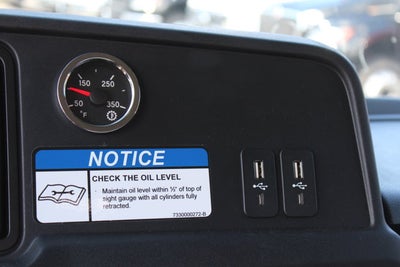 150 250
50 350
°F
NOTICE
CHECK THE OIL LEVEL
Maintain oil level within ½" of top of
sight gauge with all cylinders fully
retracted.
7330000272-B